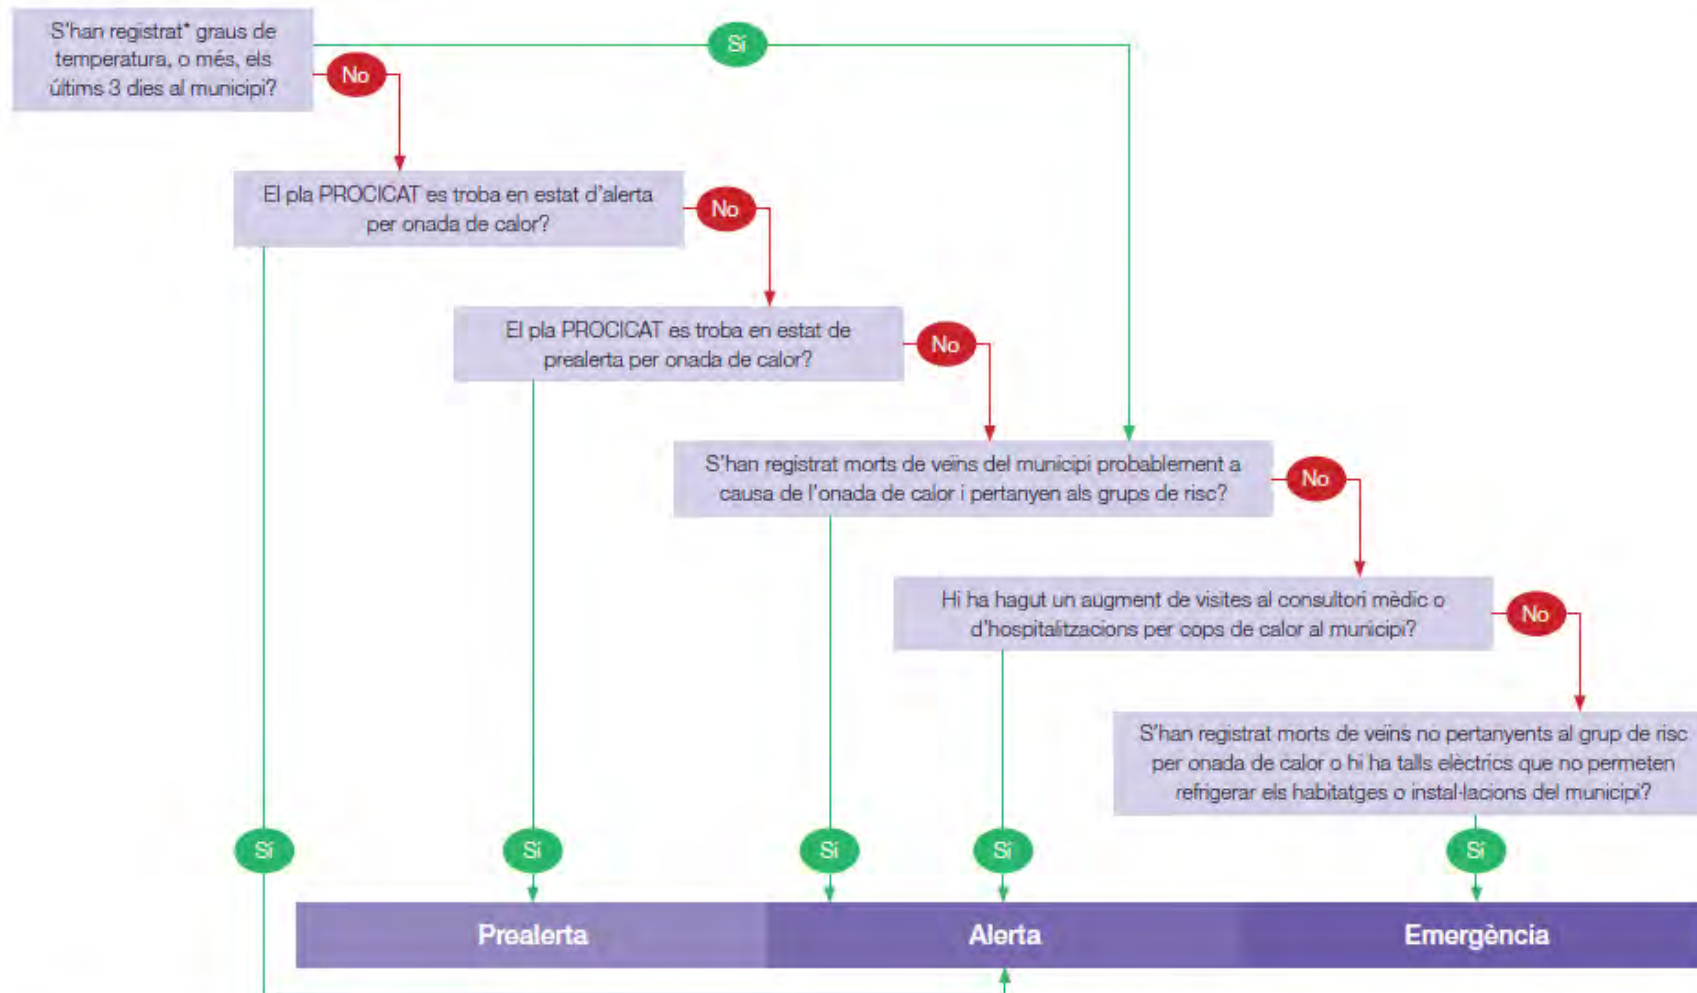 S'han registrat* graus de
temperatura, o més, els
últims 3 dies al municipi?
Sí
No
El pla PROCICAT es troba en estat d'alerta
per onada de calor?
No
El pla PROCICAT es troba en estat de
prealerta per onada de calor?
No
S'han registrat morts de veïns del municipi probablement a
causa de l'onada de calor i pertanyen als grups de risc?
No
Hi ha hagut un augment de visites al consultori mèdic o
d'hospitalitzacions per cops de calor al municipi?
No
S'han registrat morts de veïns no pertanyents al grup de risc
per onada de calor o hi ha talls elèctrics que no permeten
refrigerar els habitatges o instal·lacions del municipi?
Sí
Sí
Sí
Sí
Sí
Prealerta
Alerta
Emergència